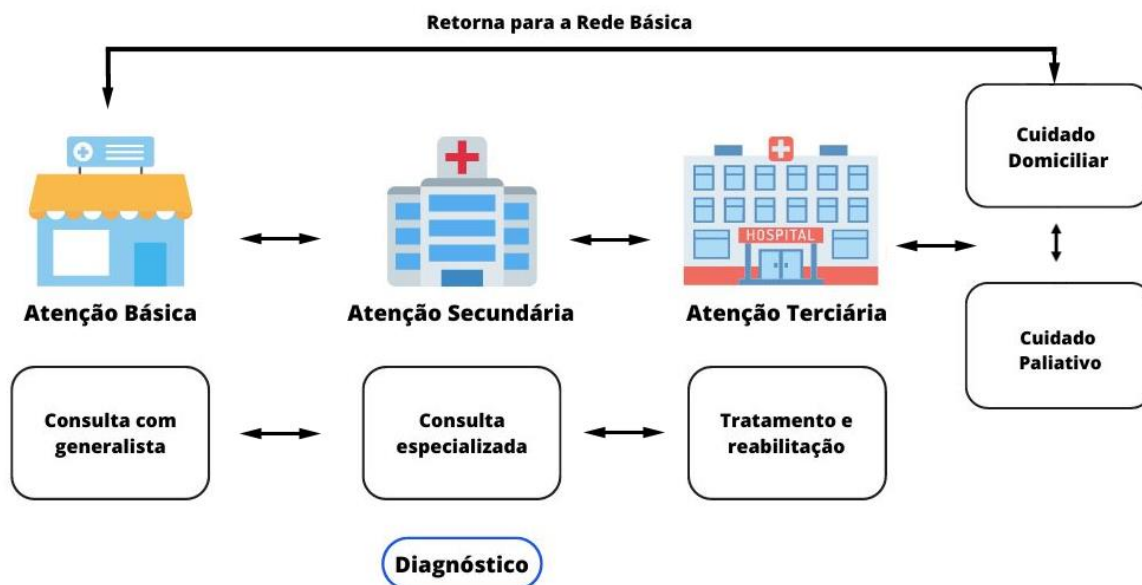 Retorna para a Rede Básica
Cuidado
Domiciliar
HOSPITAL
Atenção Básica
Atenção Secundária
Atenção Terciária
Cuidado
Paliativo
Consulta com
generalista
Consulta
especializada
Tratamento e
reabilitação
Diagnóstico